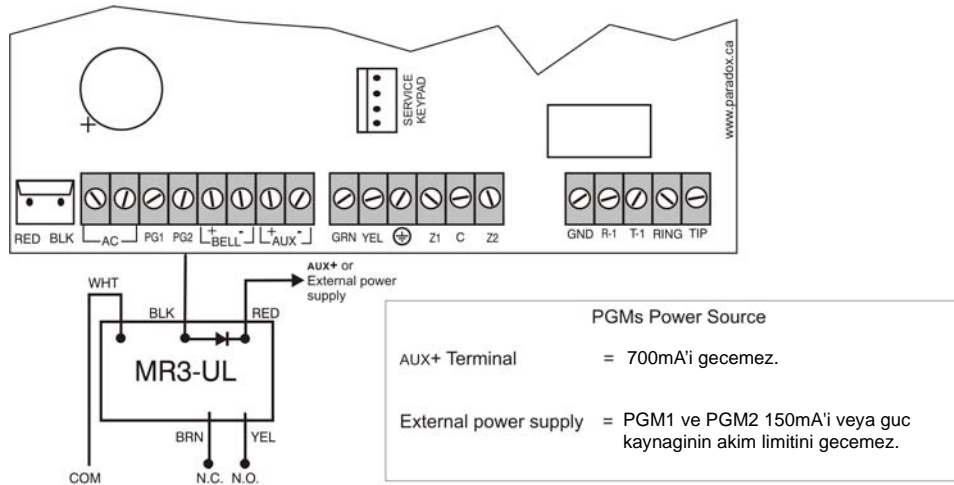 www.paradox.ca
SERVICE
KEYPAD
+
RED BLK AC PG1 PG2 + BELL - + AUX - GRN YEL Z1 C Z2 GND R-1 T-1 RING TIP
AUX+ or
External power
supply
WHT
BLK
RED
MR3-UL
BRN
YEL
COM
N.C. N.O.
PGMs Power Source
AUX+ Terminal = 700mA'i gecemez.
External power supply = PGM1 ve PGM2 150mA'i veya guc
kaynaginin akim limitini gecemez.